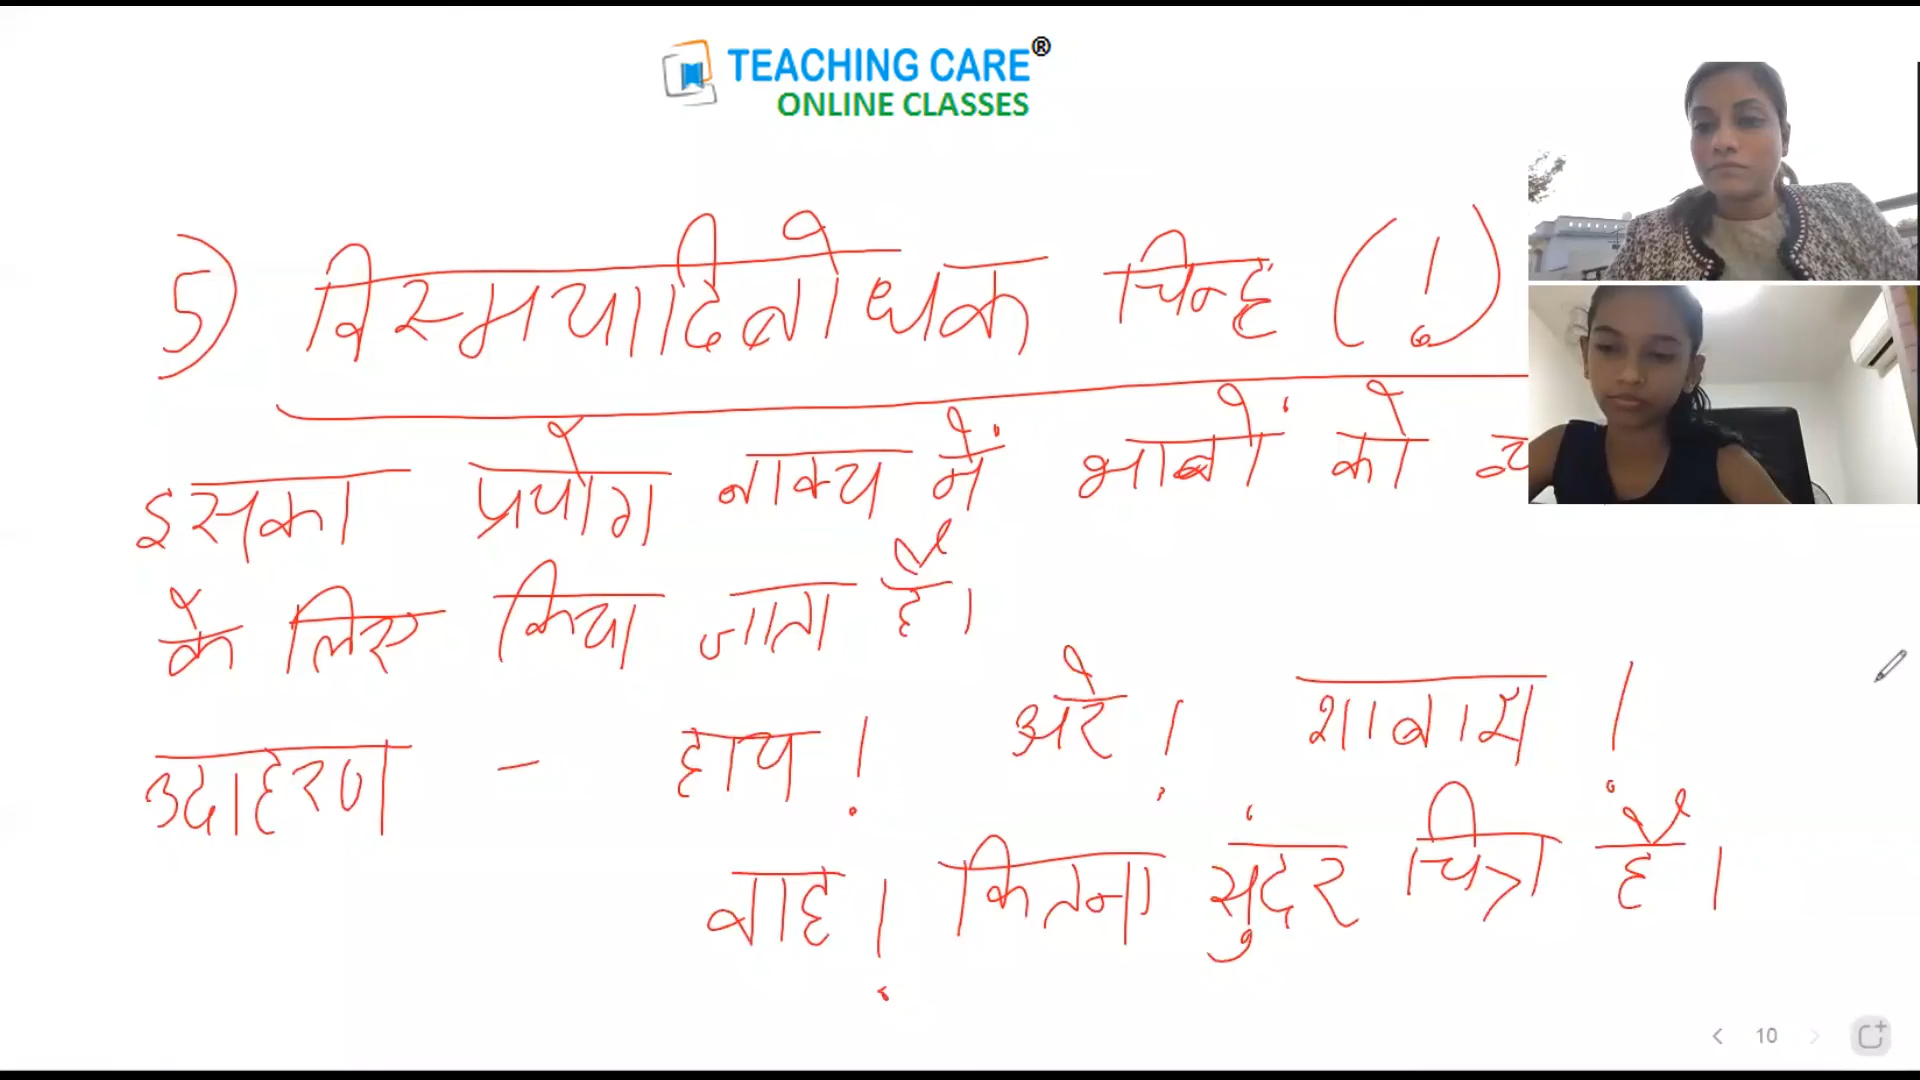 TEACHING CARE®
ONLINE CLASSES
5) विस्मयादिबोधक चिन्ह (!)
इसका प्रयोग वाक्य में भावों को
के लिए किया जाता है।
उदाहरण - हाय! अरे! शाबाश!
वाह! कितना सुंदर चित्र है।
10